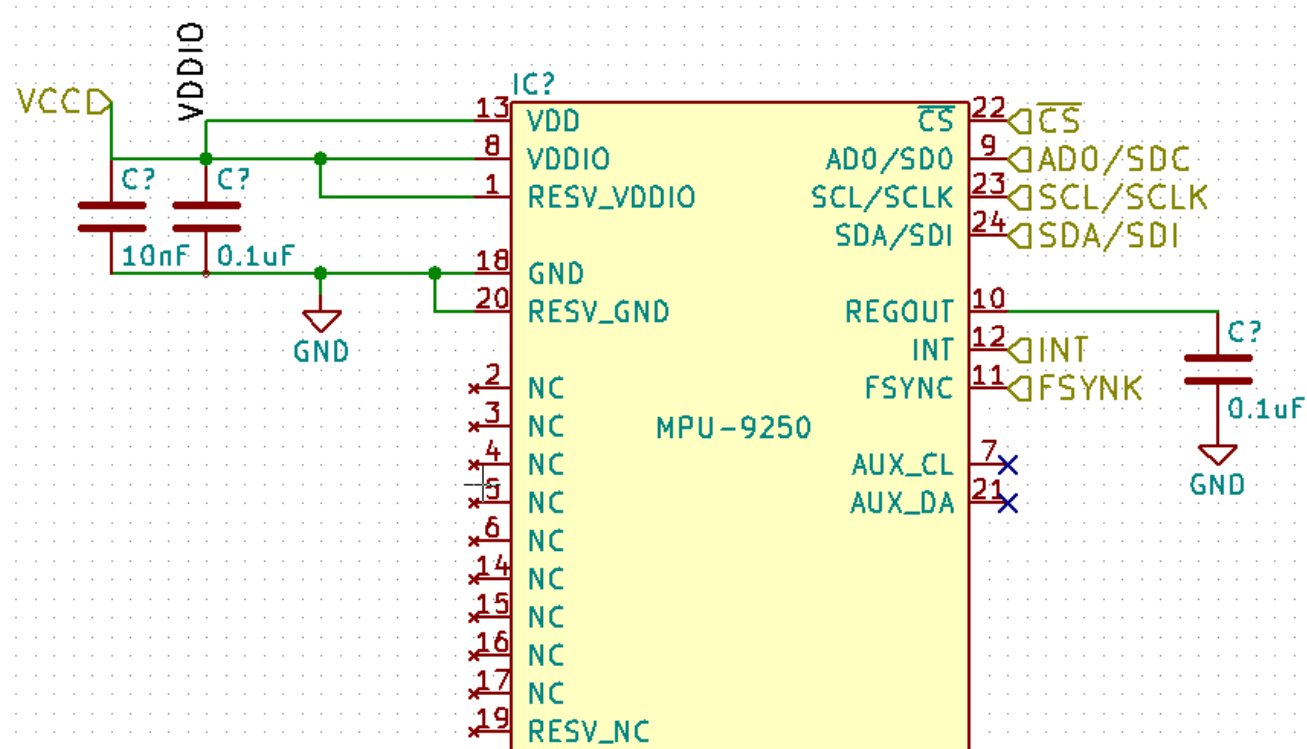 VCC
VDDIO
IC?
13 VDD
8 VDDIO
1 RESV_VDDIO
C?
10nF
C?
0.1uF
18 GND
20 RESV_GND
GND
2 NC
3 NC
4 NC
5 NC
6 NC
14 NC
15 NC
16 NC
17 NC
19 RESV_NC
MPU-9250
CS 22 CS
AD0/SDO 9 AD0/SDC
SCL/SCLK 23 SCL/SCLK
SDA/SDI 24 SDA/SDI
REGOUT 10
INT 12 INT
FSYNC 11 FSYNK
AUX_CL 7
AUX_DA 21
C?
0.1uF
GND